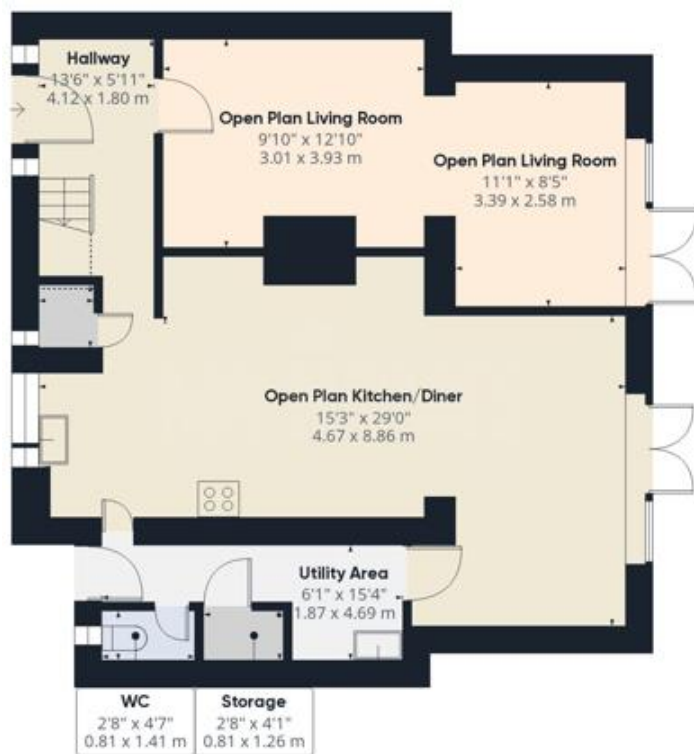 Hallway
13'6" x 5'11"
4.12 x 1.80 m
Open Plan Living Room
9'10" x 12'10"
3.01 x 3.93 m
Open Plan Living Room
11'1" x 8'5"
3.39 x 2.58 m
Open Plan Kitchen/Diner
15'3" x 29'0"
4.67 x 8.86 m
Utility Area
6'1" x 15'4"
1.87 x 4.69 m
WC
2'8" x 4'7"
0.81 x 1.41 m
Storage
2'8" x 4'1"
0.81 x 1.26 m